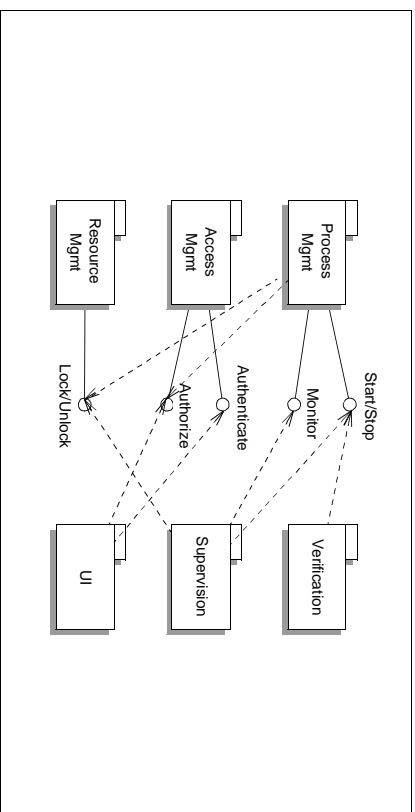 Process
Mgmt
Access
Mgmt
Resource
Mgmt
Start/Stop
Monitor
Authenticate
Authorize
Lock/Unlock
Verification
Supervision
UI